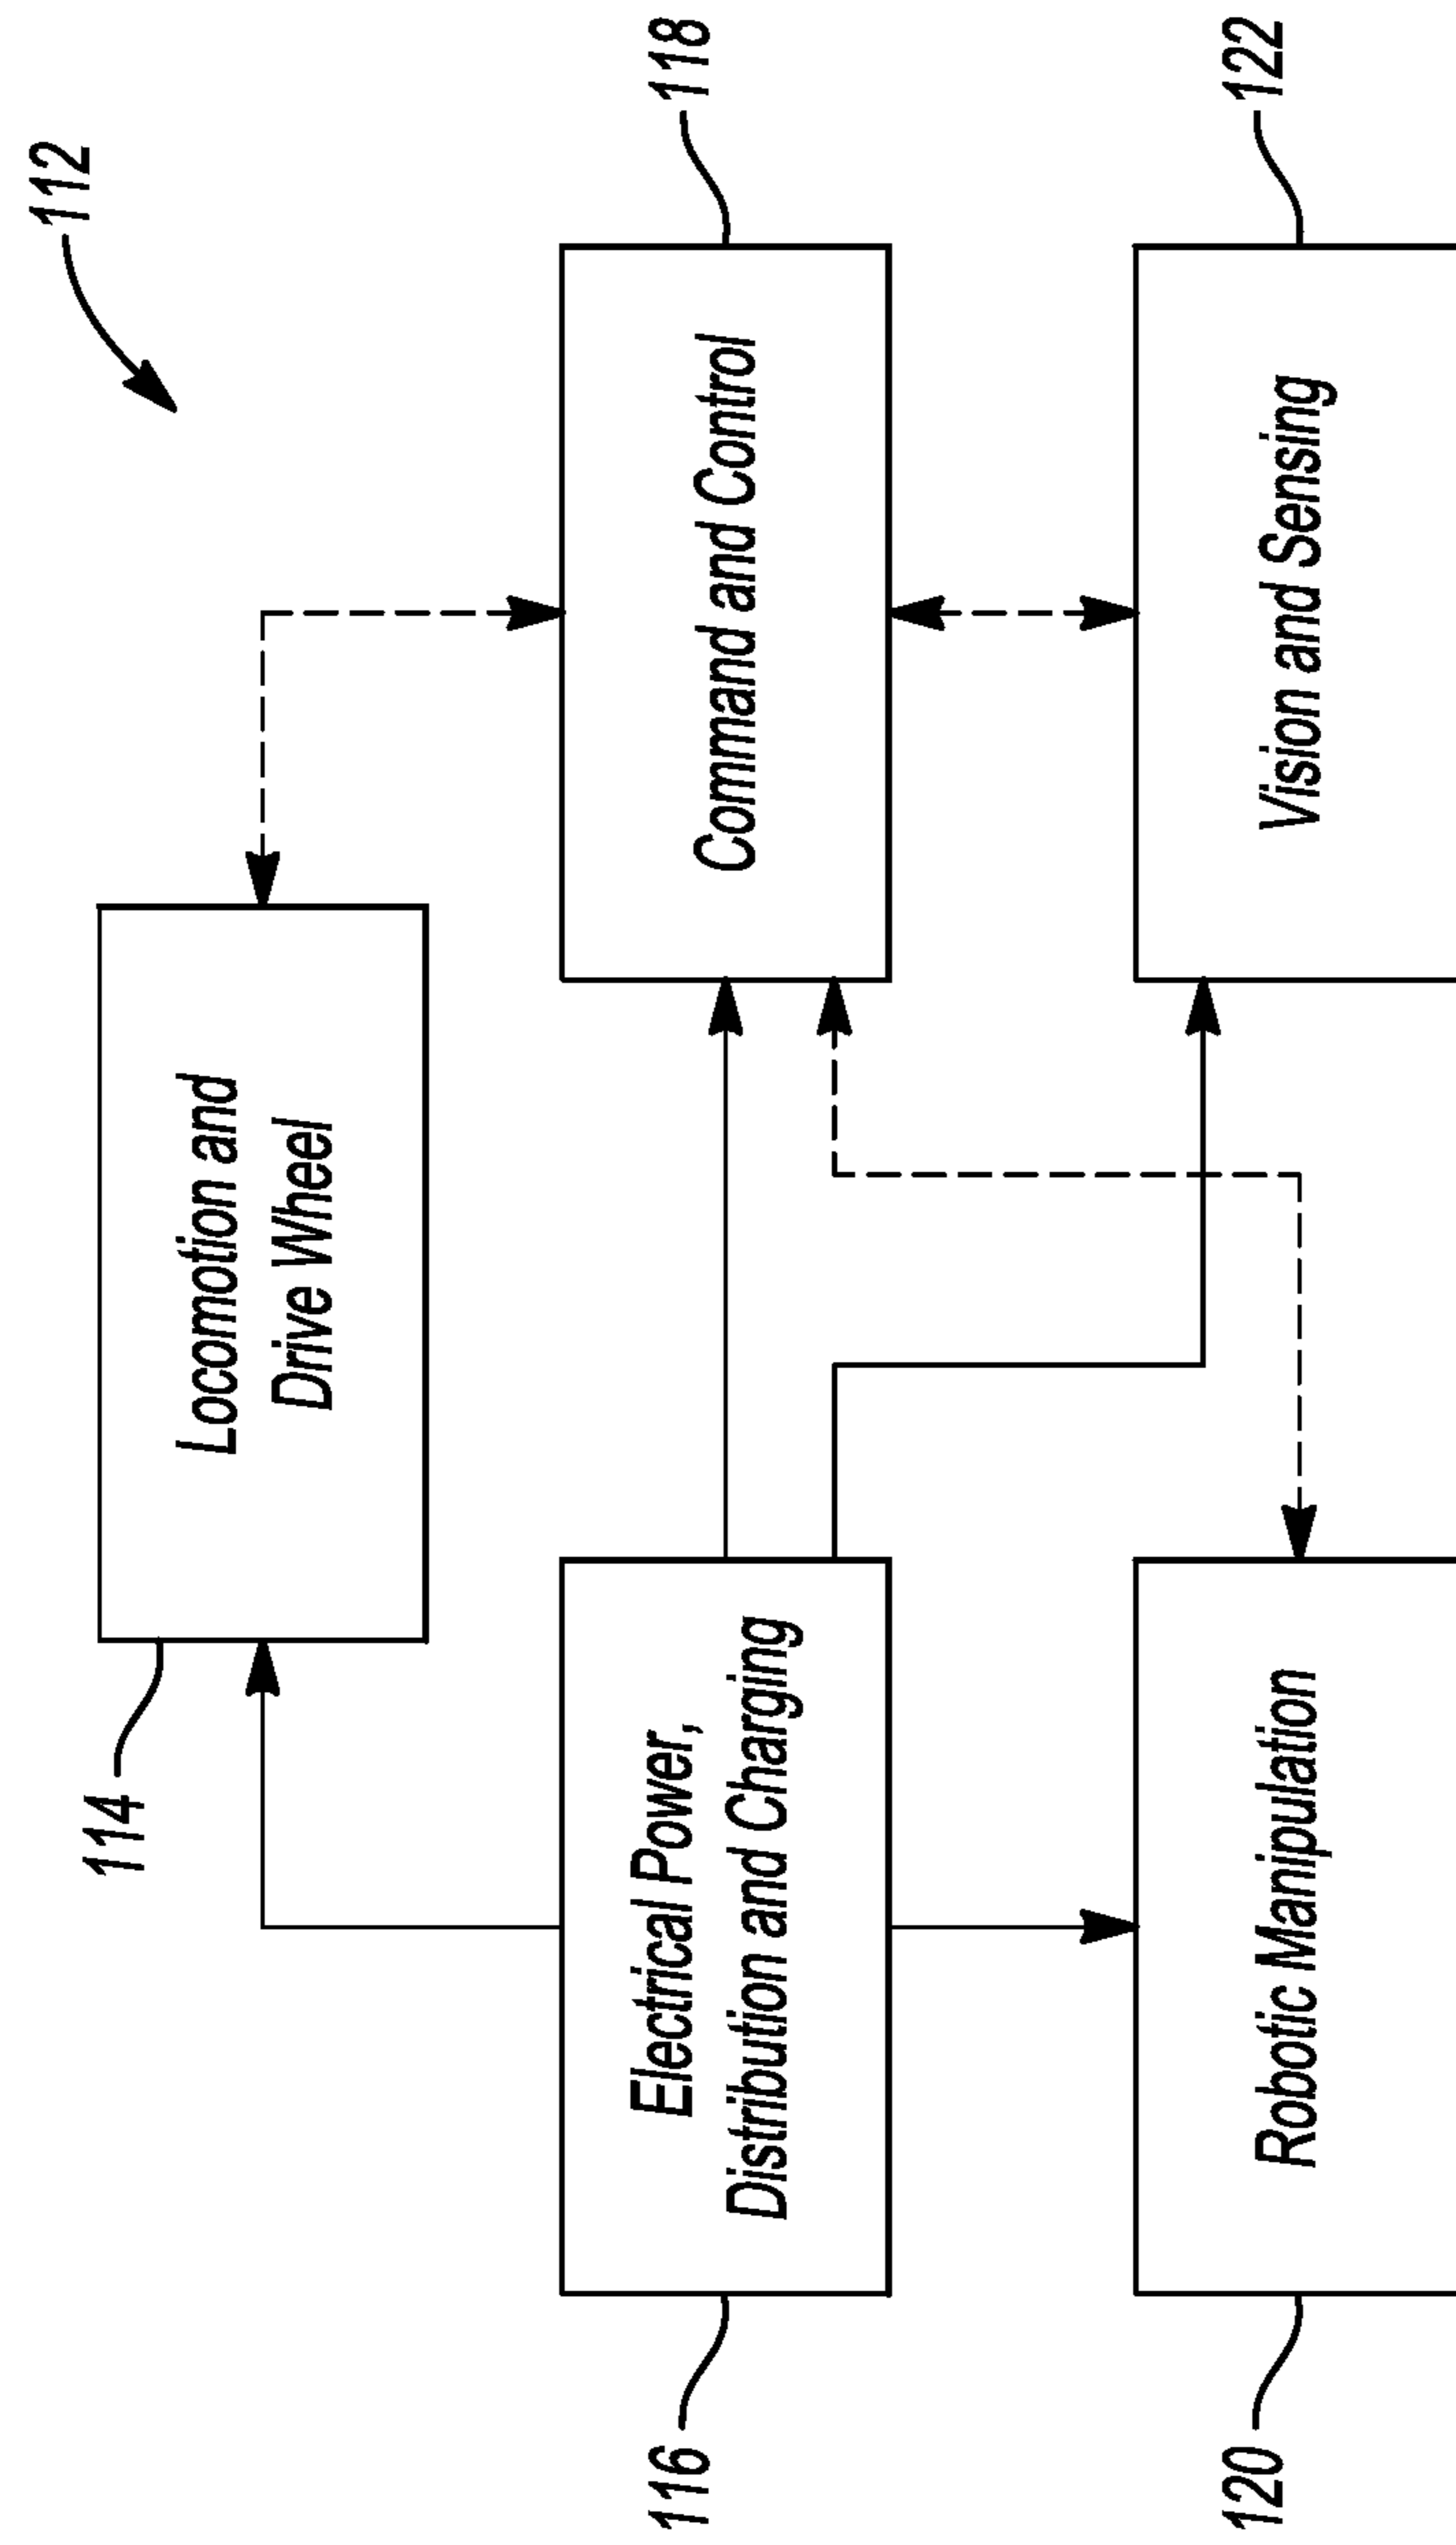 112
114
Locomotion and
Drive Wheel
116
Electrical Power,
Distribution and Charging
Command and Control
118
120
Robotic Manipulation
Vision and Sensing
122